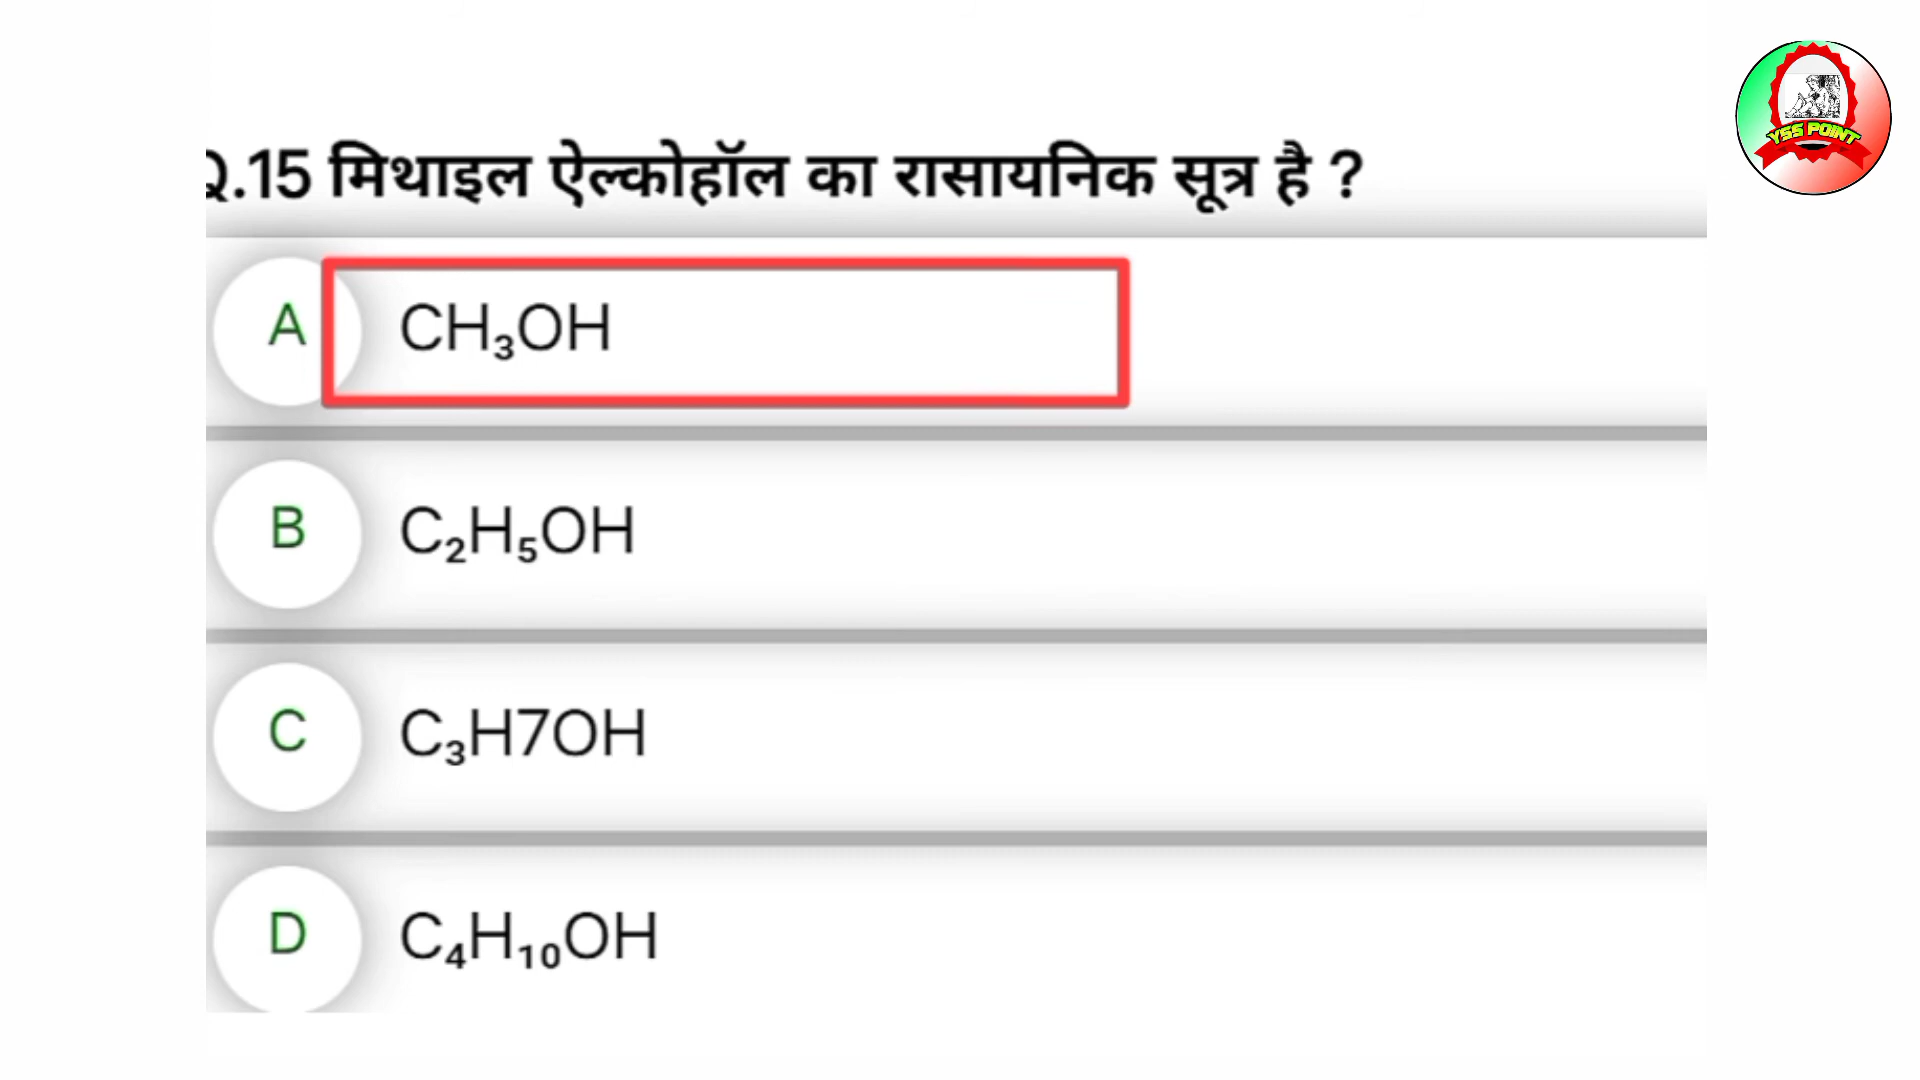 Q.15 मिथाइल ऐल्कोहॉल का रासायनिक सूत्र है ?
A CH₃OH
B C₂H₅OH
C C₃H7OH
D C₄H₁₀OH
YSS POINT